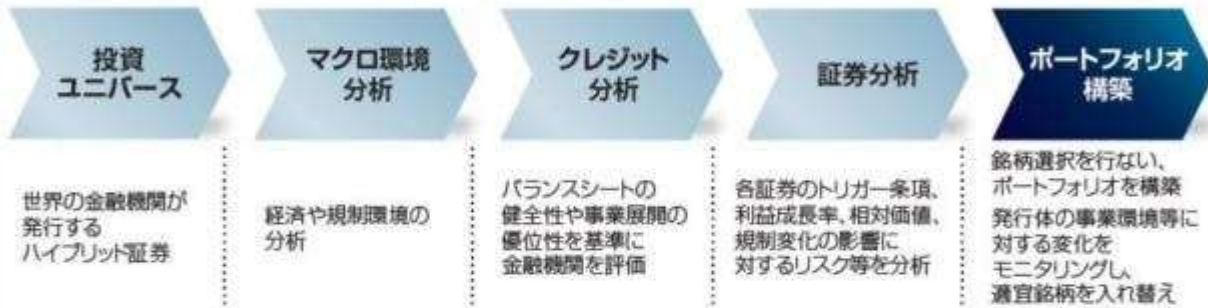 投資
ユニバース
マクロ環境
分析
クレジット
分析
証券分析
ポートフォリオ
構築
世界の金融機関が
発行する
ハイブリッド証券
経済や規制環境の
分析
バランスシートの
健全性や事業展開の
優位性を基準に
金融機関を評価
各証券のトリガー条項、
利益成長率、相対価値、
規制変化の影響に
対するリスク等を分析
銘柄選択を行ない、
ポートフォリオを構築
発行体の事業環境等に
対する変化を
モニタリングし、
適宜銘柄を入れ替え